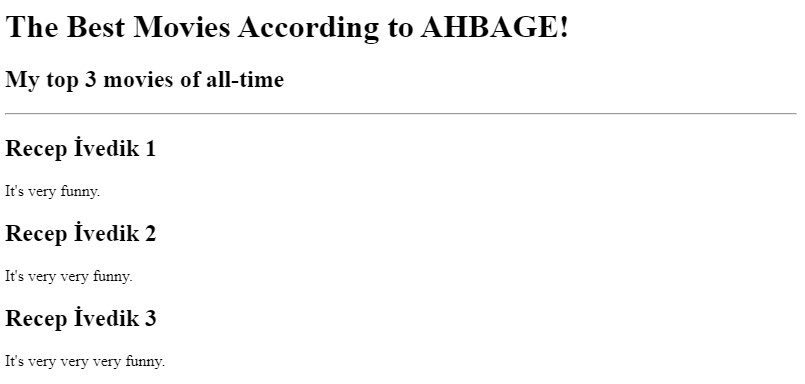 The Best Movies According to AHBAGE!
My top 3 movies of all-time
Recep İvedik 1
It's very funny.
Recep İvedik 2
It's very very funny.
Recep İvedik 3
It's very very very funny.